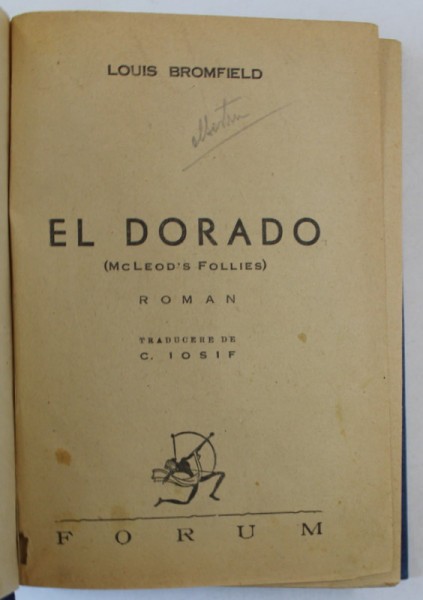 LOUIS BROMFIELD
EL DORADO
(MCLEOD'S FOLLIES)
ROMAN
TRADUCERE DE
C. IOSIF
FORUM